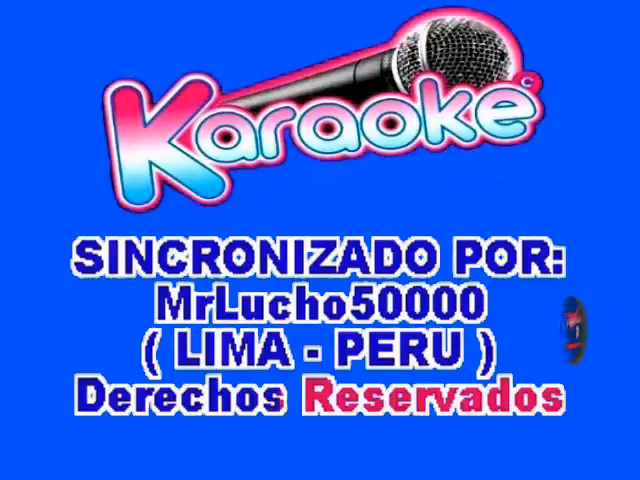 Karaoke ©
SINCRONIZADO POR:
MrLucho50000
( LIMA - PERU )
Derechos Reservados